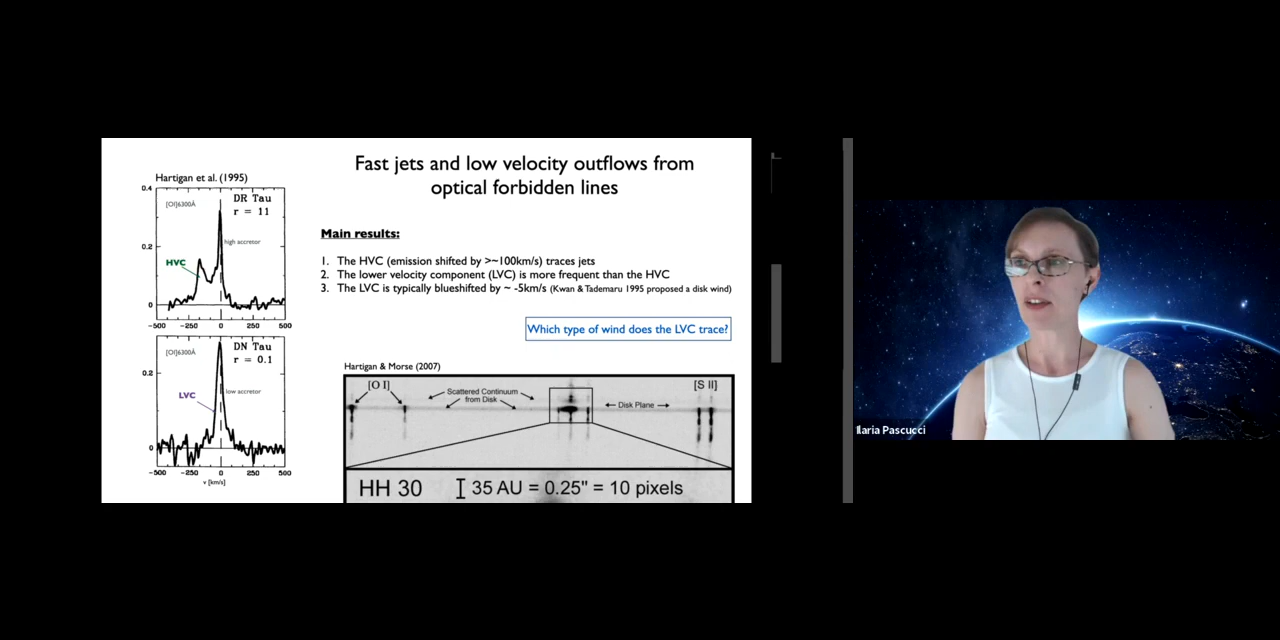 Fast jets and low velocity outflows from
optical forbidden lines
Hartigan et al. (1995)
0.4
[OI]6300Å
DR Tau
r = 11
high accretor
0.2
HVC
0
-500 -250 0 250 500
[OI]6300Å
DN Tau
r = 0.1
0.2
low accretor
LVC
0
-500 -250 0 250 500
v [km/s]
Main results:
1. The HVC (emission shifted by >~100km/s) traces jets
2. The lower velocity component (LVC) is more frequent than the HVC
3. The LVC is typically blueshifted by ~ -5km/s (Kwan & Tademaru 1995 proposed a disk wind)
Which type of wind does the LVC trace?
Hartigan & Morse (2007)
[O I]
Scattered Continuum
from Disk
Disk Plane
[S II]
HH 30
35 AU = 0.25" = 10 pixels
Ilaria Pascucci